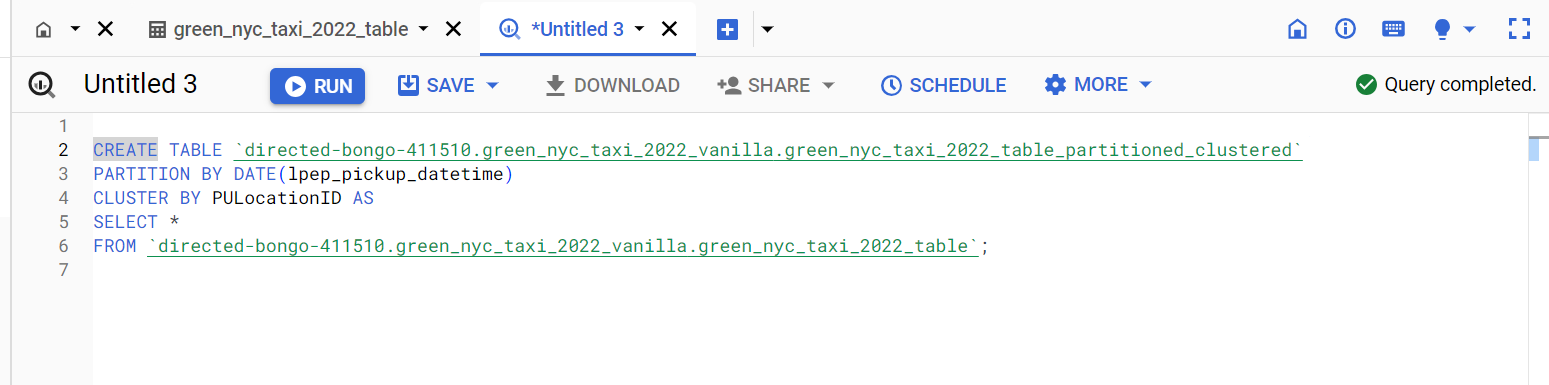 green_nyc_taxi_2022_table *Untitled 3
Untitled 3 RUN SAVE DOWNLOAD SHARE SCHEDULE MORE Query completed.
1
2 CREATE TABLE `directed-bongo-411510.green_nyc_taxi_2022_vanilla.green_nyc_taxi_2022_table_partitioned_clustered`
3 PARTITION BY DATE(lpep_pickup_datetime)
4 CLUSTER BY PULocationID AS
5 SELECT *
6 FROM `directed-bongo-411510.green_nyc_taxi_2022_vanilla.green_nyc_taxi_2022_table`;
7